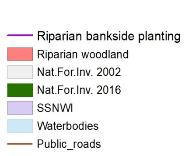 Riparian bankside planting
Riparian woodland
Nat.For.Inv. 2002
Nat.For.Inv. 2016
SSNWI
Waterbodies
Public_roads